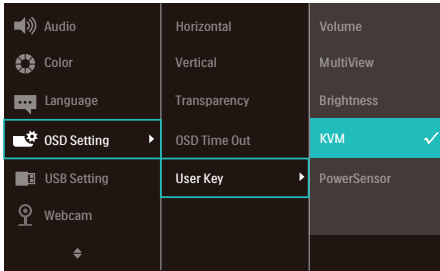 Audio
Color
Language
OSD Setting
USB Setting
Webcam
Horizontal
Vertical
Transparency
OSD Time Out
User Key
Volume
MultiView
Brightness
KVM
PowerSensor